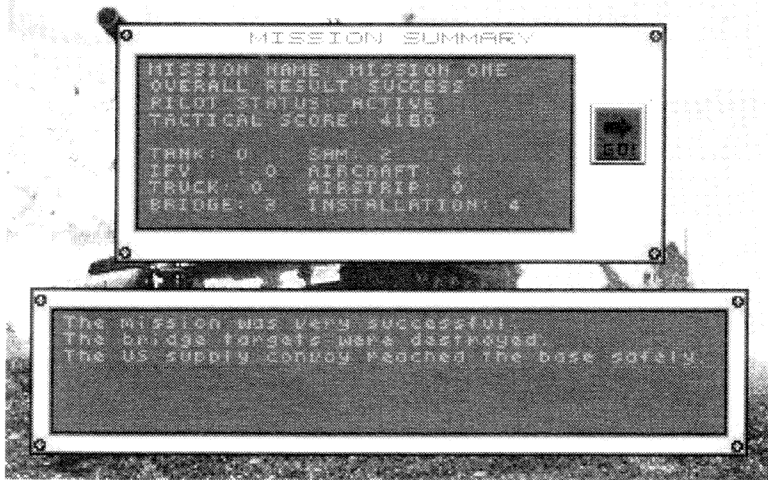 MISSION SUMMARY
MISSION NAME: MISSION ONE
OVERALL RESULT: SUCCESS
PILOT STATUS: ACTIVE
TACTICAL SCORE: 4180
TANK: 0 SAM: 2
IFV : 0 AIRCRAFT: 4
TRUCK: 0 AIRSTRIP: 0
BRIDGE: 2 INSTALLATION: 4
GO!
The mission was very successful.
The bridge targets were destroyed.
The US supply convoy reached the base safely.